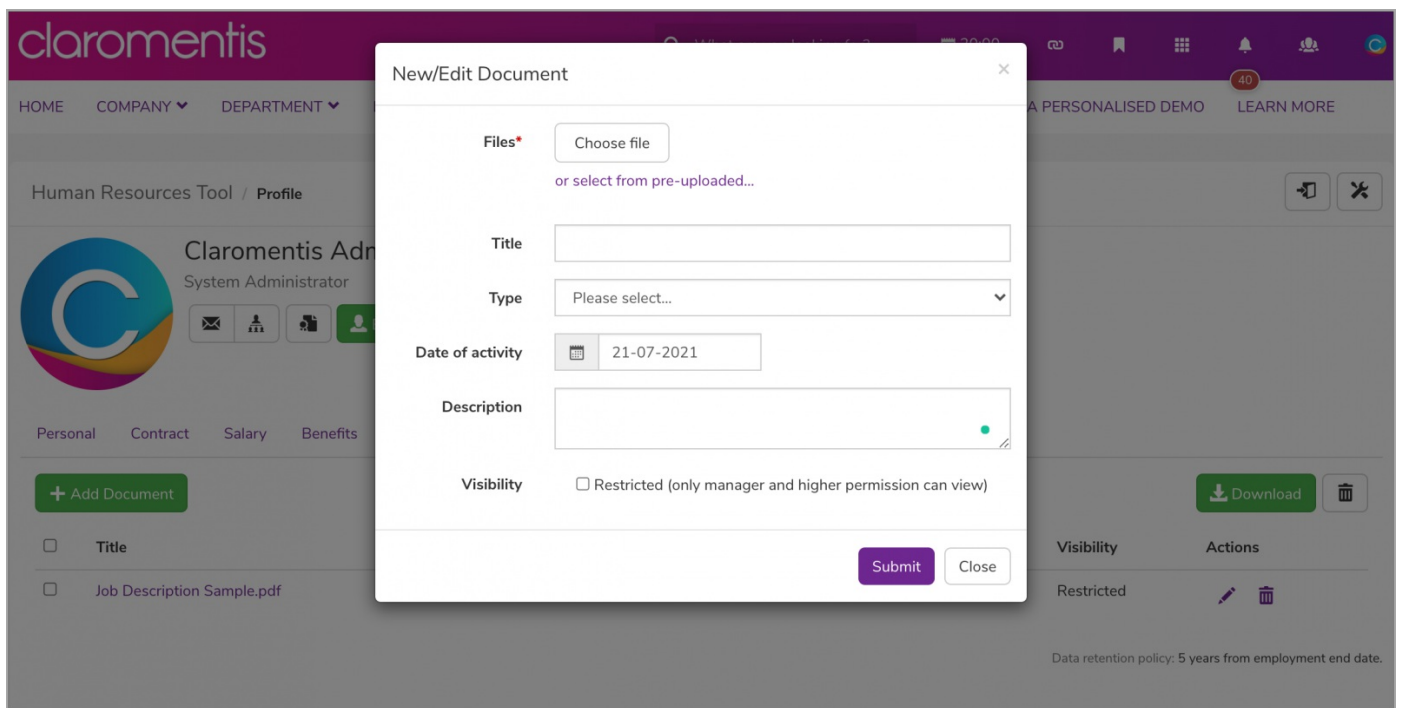 claromentis
New/Edit Document
×
40
HOME COMPANY DEPARTMENT
A PERSONALISED DEMO LEARN MORE
Files*
Choose file
or select from pre-uploaded...
Human Resources Tool / Profile
Title
Claromentis Adm
System Administrator
Type
Please select...
Date of activity
21-07-2021
Description
Personal Contract Salary Benefits
Visibility
Restricted (only manager and higher permission can view)
Add Document
Download
Title
Visibility Actions
Submit Close
Job Description Sample.pdf
Restricted
Data retention policy: 5 years from employment end date.